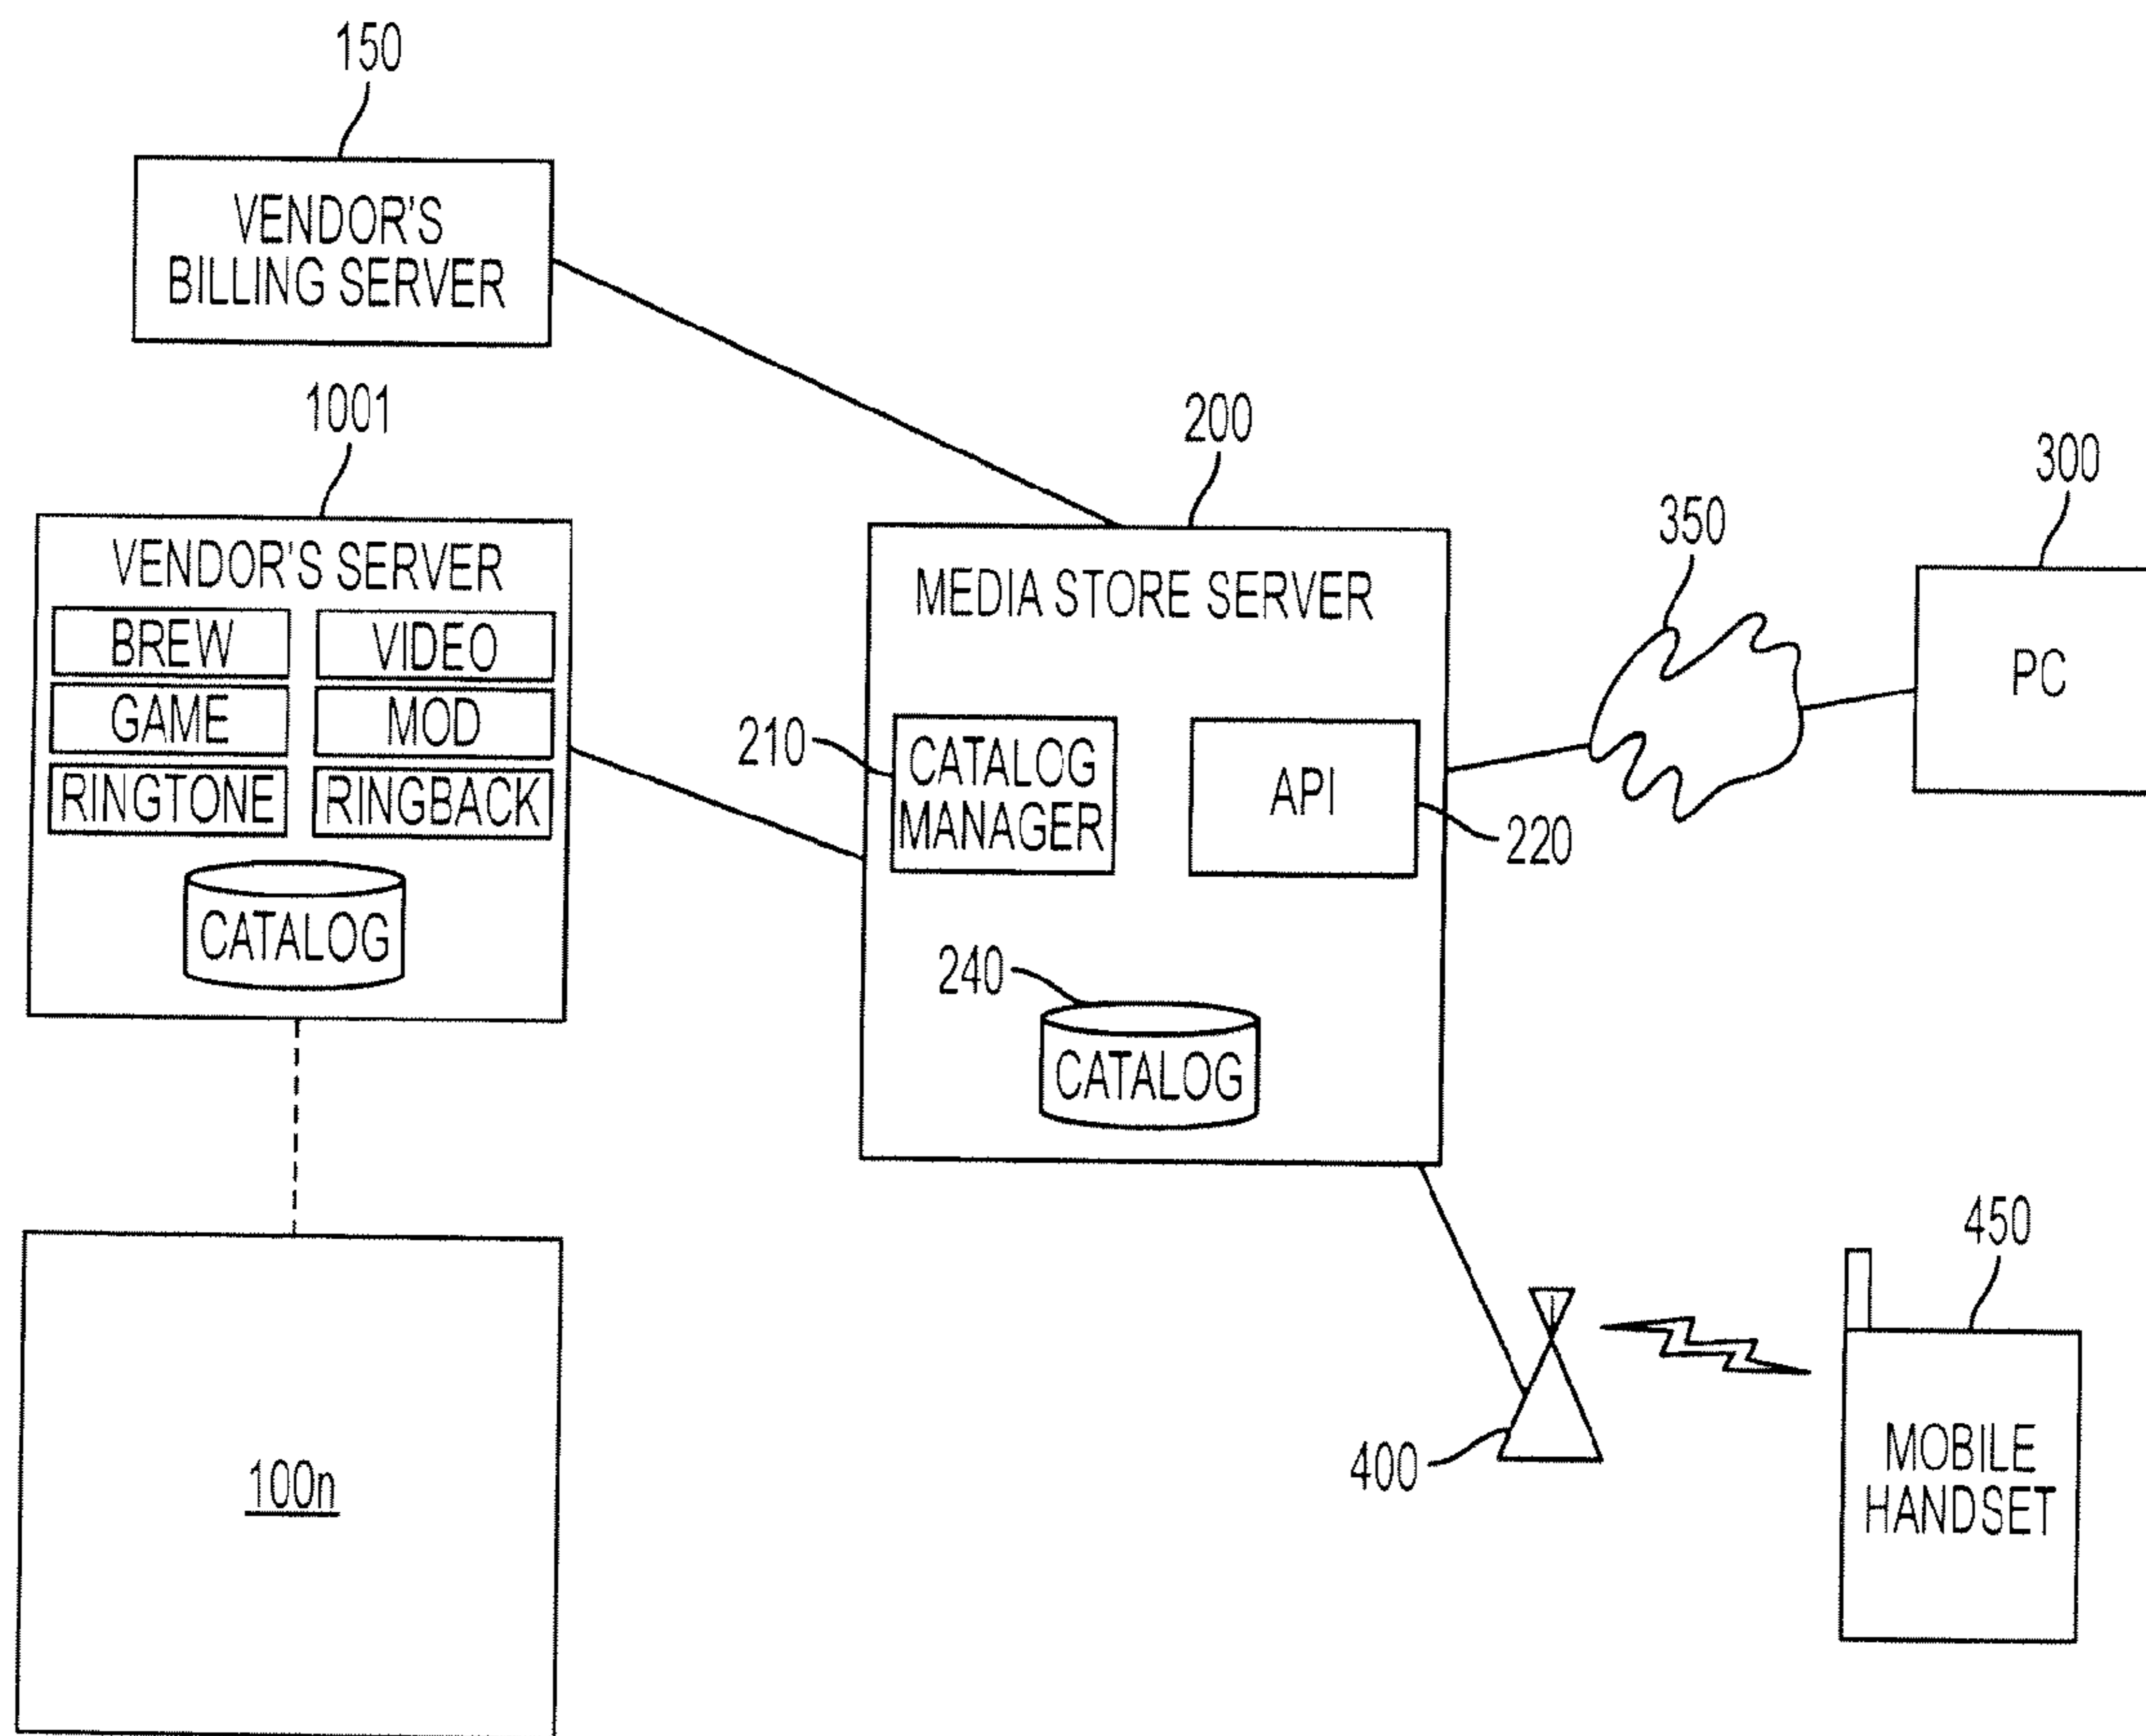 150
VENDOR'S
BILLING SERVER
1001
VENDOR'S SERVER
BREW
VIDEO
GAME
MOD
RINGTONE
RINGBACK
CATALOG
100n
200
MEDIA STORE SERVER
210
CATALOG
MANAGER
API
220
240
CATALOG
350
300
PC
400
450
MOBILE
HANDSET